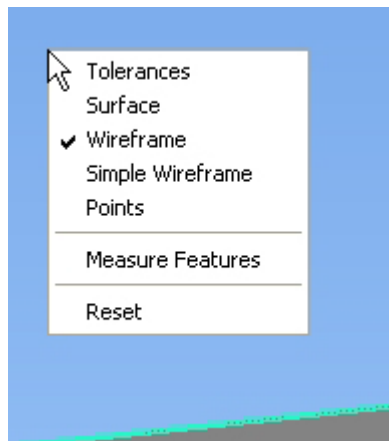 Tolerances
Surface
Wireframe
Simple Wireframe
Points
Measure Features
Reset